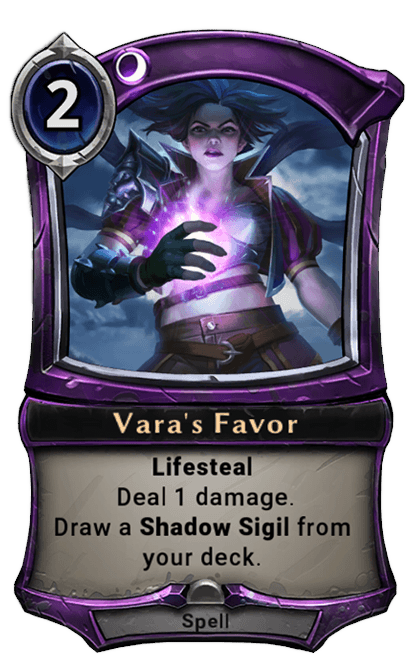 2
Vara's Favor
Lifesteal
Deal 1 damage.
Draw a Shadow Sigil from
your deck.
Spell